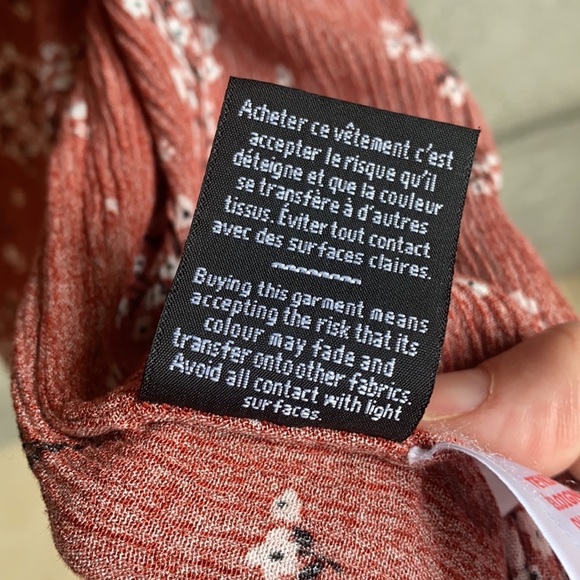 Acheter ce vêtement c'est
accepter le risque qu'il
déteigne et que la couleur
se transfère à d'autres
tissus. Éviter tout contact
avec des surfaces claires.
Buying this garment means
accepting the risk that its
colour may fade and
transfer onto other fabrics.
Avoid all contact with light
surfaces.